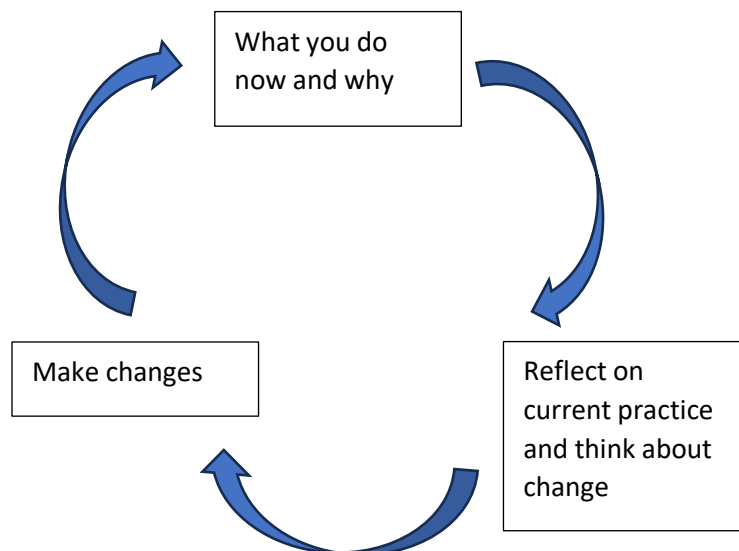 What you do
now and why
Reflect on
current practice
and think about
change
Make changes